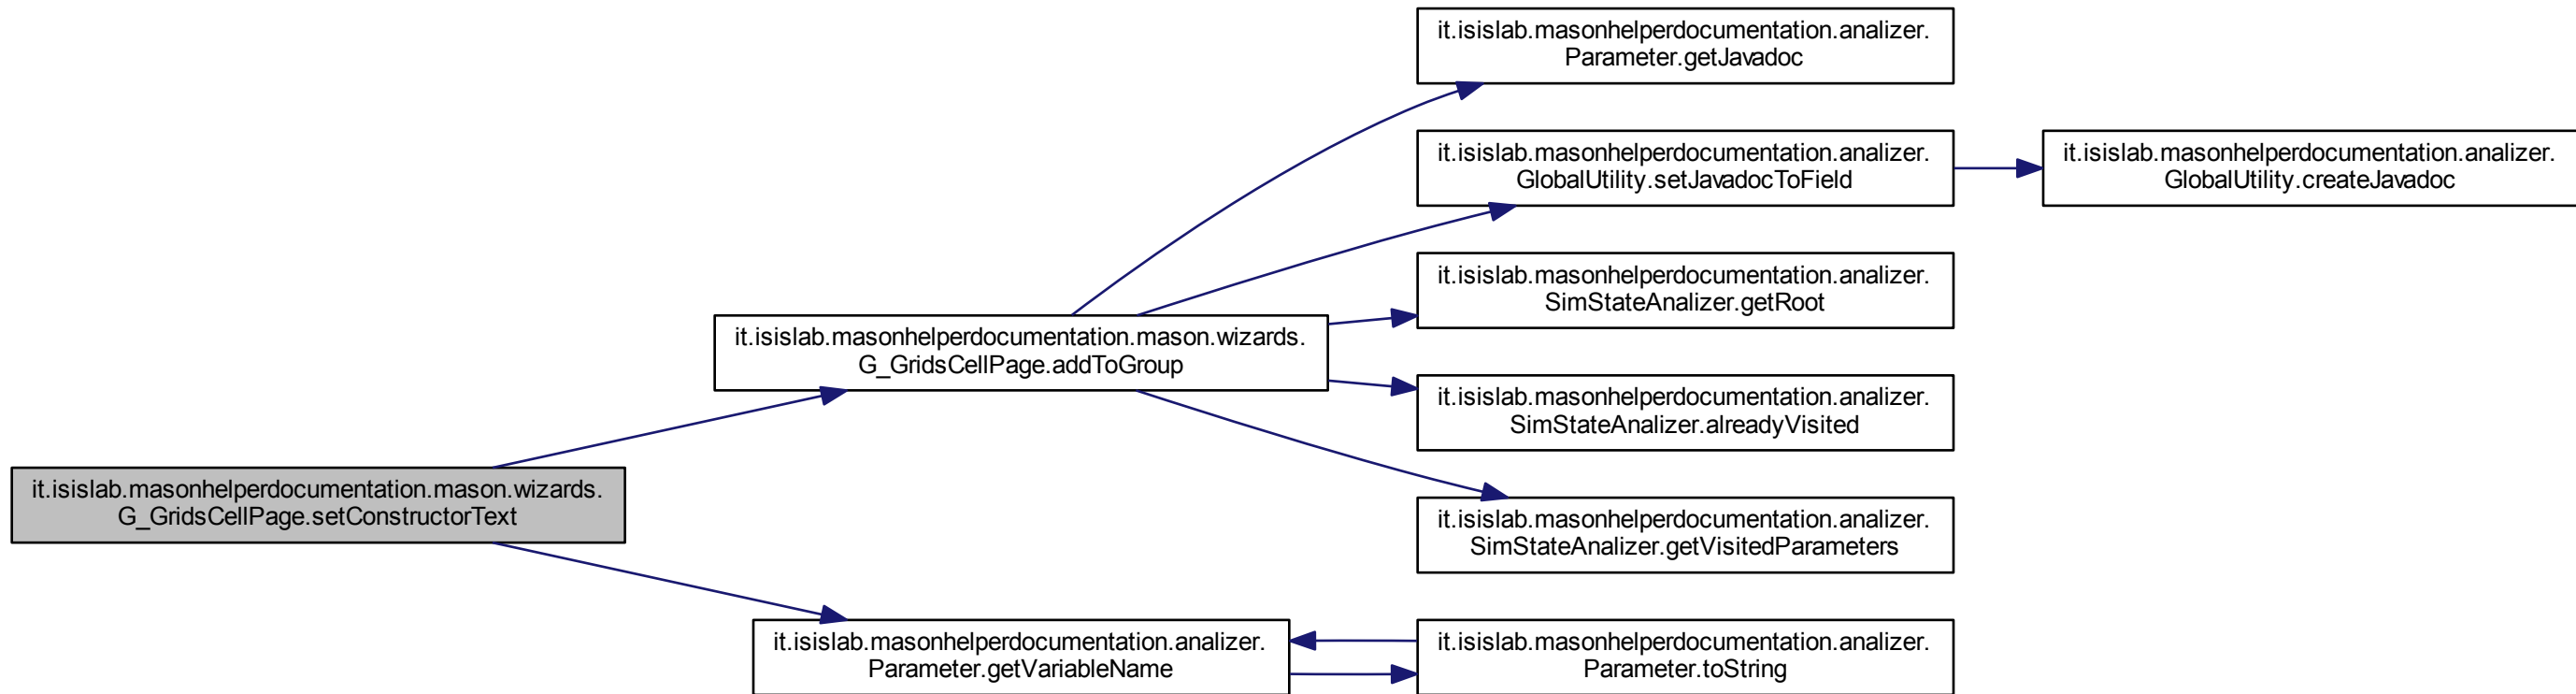 it.isislab.masonhelperdocumentation.analizer.
Parameter.getJavadoc
it.isislab.masonhelperdocumentation.analizer.
GlobalUtility.setJavadocToField
it.isislab.masonhelperdocumentation.analizer.
GlobalUtility.createJavadoc
it.isislab.masonhelperdocumentation.analizer.
SimStateAnalizer.getRoot
it.isislab.masonhelperdocumentation.mason.wizards.
G_GridsCellPage.addToGroup
it.isislab.masonhelperdocumentation.analizer.
SimStateAnalizer.alreadyVisited
it.isislab.masonhelperdocumentation.mason.wizards.
G_GridsCellPage.setConstructorText
it.isislab.masonhelperdocumentation.analizer.
SimStateAnalizer.getVisitedParameters
it.isislab.masonhelperdocumentation.analizer.
Parameter.getVariableName
it.isislab.masonhelperdocumentation.analizer.
Parameter.toString